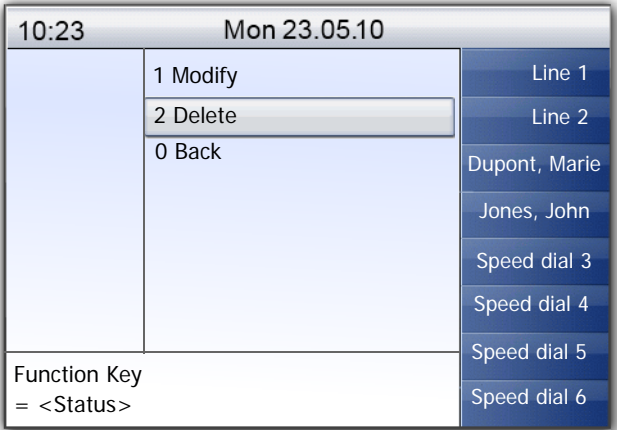 10:23 Mon 23.05.10
1 Modify
2 Delete
0 Back
Line 1
Line 2
Dupont, Marie
Jones, John
Speed dial 3
Speed dial 4
Speed dial 5
Speed dial 6
Function Key
= <Status>